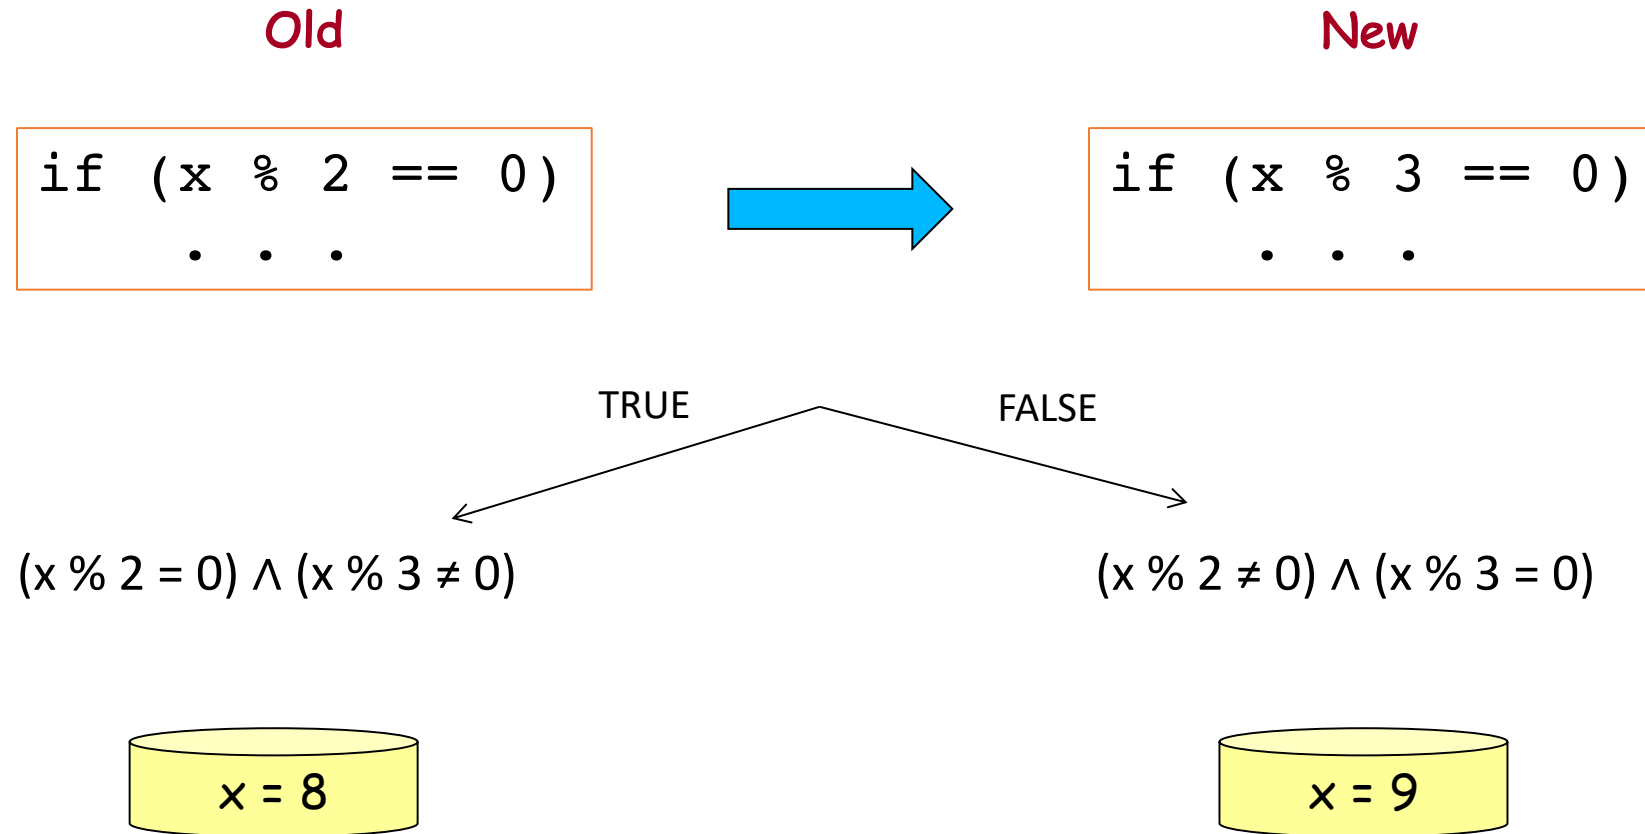 Old
New
if (x % 2 == 0)
. . .
if (x % 3 == 0)
. . .
TRUE
FALSE
(x % 2 = 0) ∧ (x % 3 ≠ 0)
(x % 2 ≠ 0) ∧ (x % 3 = 0)
x = 8
x = 9